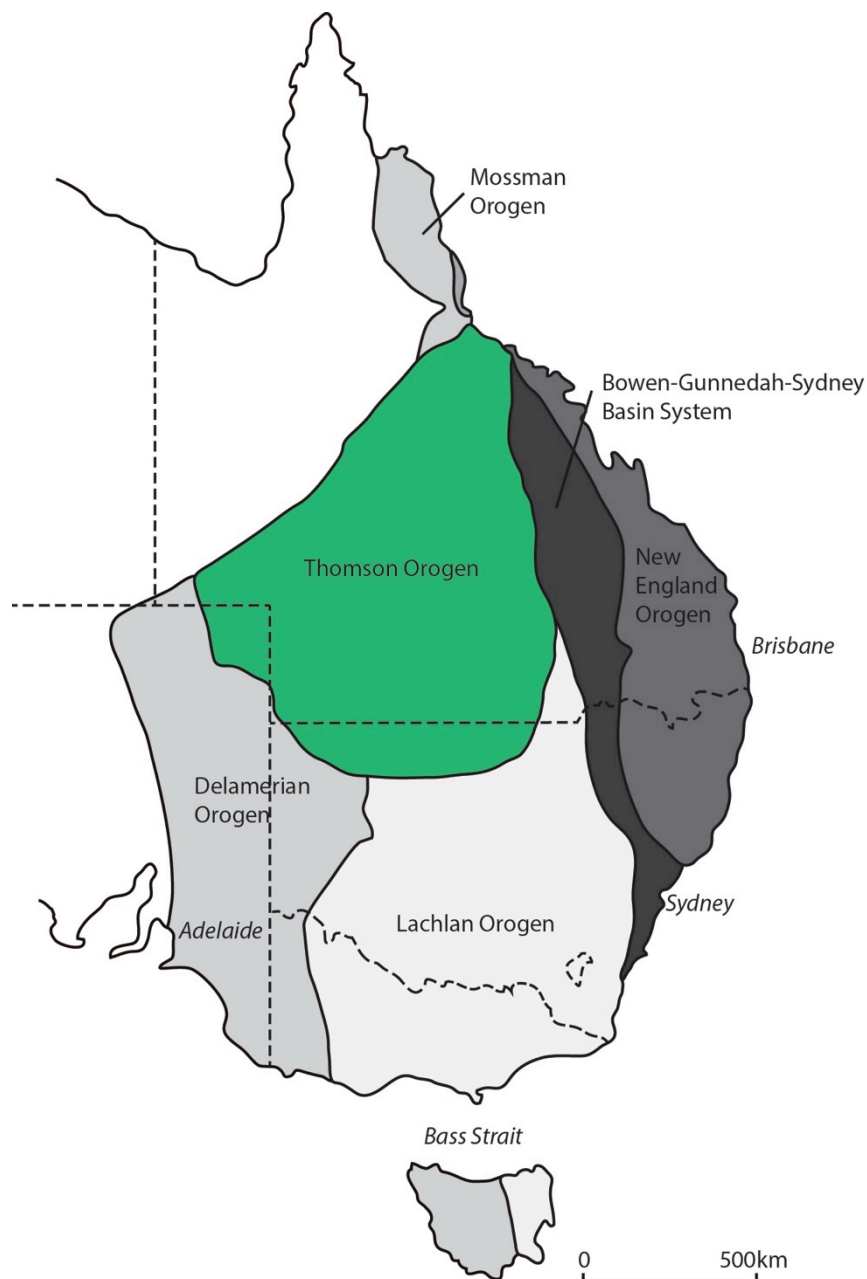 Mossman
Orogen
Bowen-Gunnedah-Sydney
Basin System
Thomson Orogen
New
England
Orogen
Brisbane
Delamerian
Orogen
Adelaide
Lachlan Orogen
Sydney
Bass Strait
0 500km